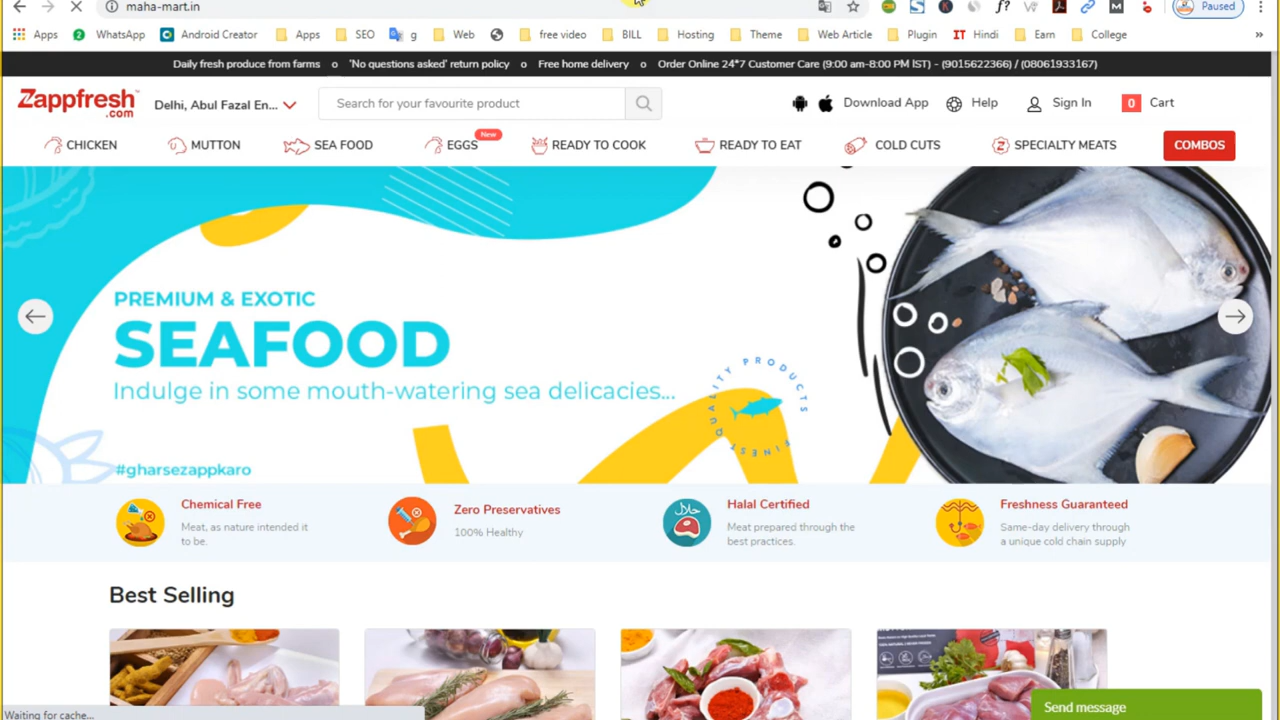 maha-mart.in
Paused
Apps WhatsApp Android Creator Apps SEO g Web free video BILL Hosting Theme Web Article Plugin IT Hindi Earn College »
Daily fresh produce from farms o 'No questions asked' return policy o Free home delivery o Order Online 24*7 Customer Care (9:00 am-8:00 PM IST) - (9015622366) / (08061933167)
Zappfresh
.com
Delhi, Abul Fazal En...
Search for your favourite product
Download App Help Sign In 0 Cart
New
CHICKEN MUTTON SEA FOOD EGGS READY TO COOK READY TO EAT COLD CUTS SPECIALTY MEATS COMBOS
PREMIUM & EXOTIC
SEAFOOD
Indulge in some mouth-watering sea delicacies...
FINEST QUALITY PRODUCTS
#gharsezappkaro
Chemical Free
Meat, as nature intended it
to be.
Zero Preservatives
100% Healthy
حلال
Halal Certified
Meat prepared through the
best practices.
Freshness Guaranteed
Same-day delivery through
a unique cold chain supply
Best Selling
Send message
Waiting for cache...